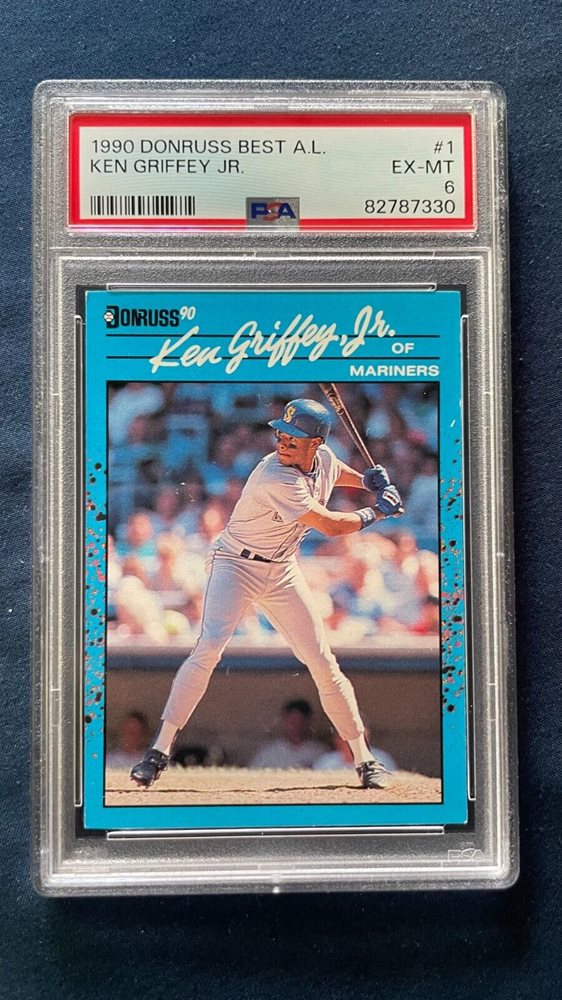 1990 DONRUSS BEST A.L. #1
KEN GRIFFEY JR. EX-MT
6
PSA 82787330
DONRUSS 90
Ken Griffey, Jr.
OF
MARINERS
S
PSA